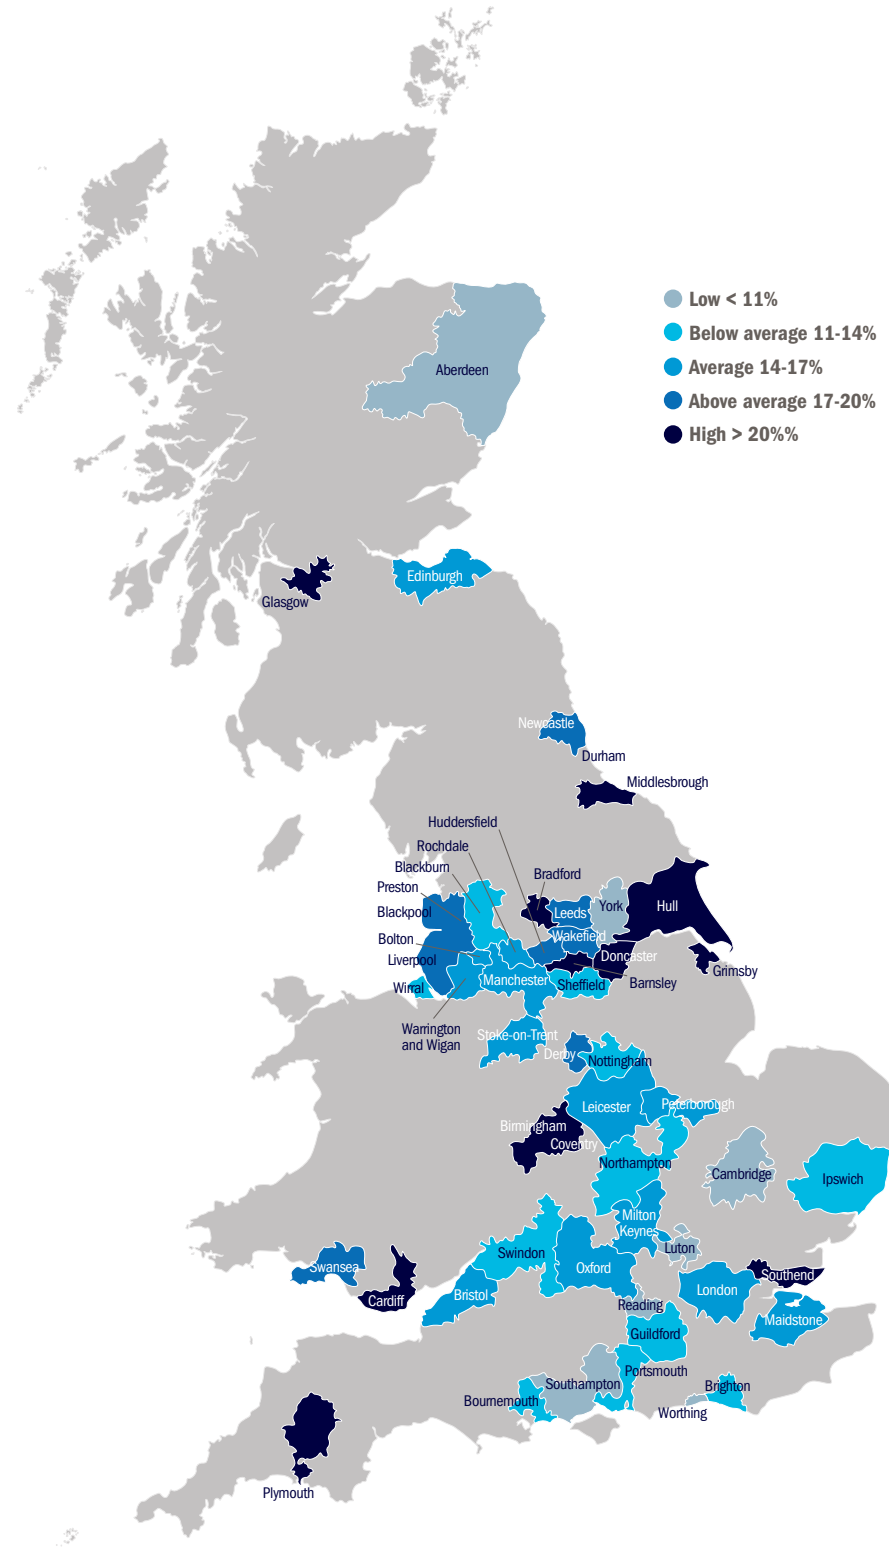 Low < 11%
Below average 11-14%
Average 14-17%
Above average 17-20%
High > 20%%
Aberdeen
Edinburgh
Glasgow
Newcastle
Durham
Middlesbrough
Huddersfield
Rochdale
Blackburn
Bradford
Preston
York
Hull
Blackpool
Leeds
Wakefield
Bolton
Doncaster
Liverpool
Grimsby
Manchester
Barnsley
Wirral
Sheffield
Warrington
and Wigan
Stoke-on-Trent
Derby
Nottingham
Leicester
Peterborough
Birmingham
Coventry
Northampton
Cambridge
Ipswich
Milton
Keynes
Luton
Swindon
Swansea
Oxford
Southend
London
Bristol
Cardiff
Reading
Maidstone
Guildford
Portsmouth
Southampton
Brighton
Bournemouth
Worthing
Plymouth